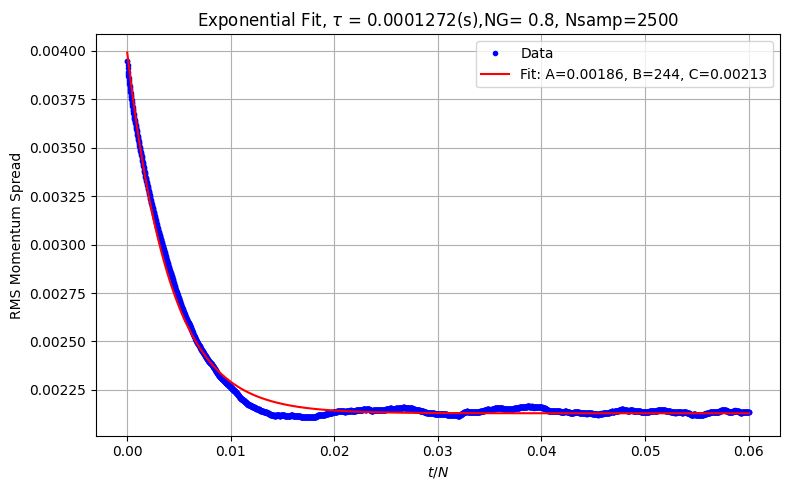 Exponential Fit, τ = 0.0001272(s),NG= 0.8, Nsamp=2500
Data
Fit: A=0.00186, B=244, C=0.00213
RMS Momentum Spread
0.00400
0.00375
0.00350
0.00325
0.00300
0.00275
0.00250
0.00225
0.00 0.01 0.02 0.03 0.04 0.05 0.06
t/N